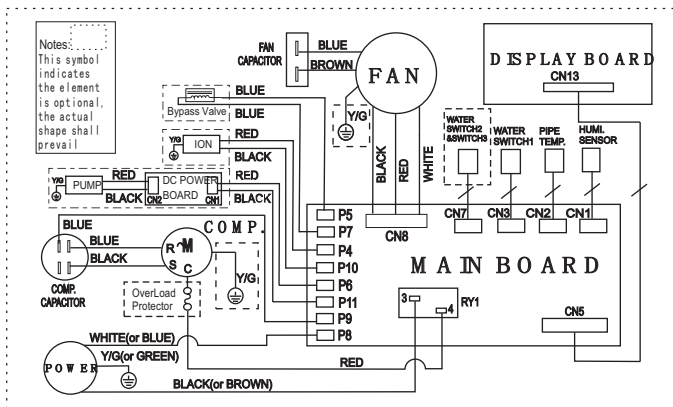 Notes:
This symbol
indicates
the element
is optional,
the actual
shape shall
prevail
FAN
CAPACITOR
BLUE
BROWN
FAN
Y/G
BLACK
RED
WHITE
DISPLAY BOARD
CN13
WATER
SWITCH2
&SWITCH3
WATER
SWITCH1
PIPE
TEMP.
HUMI.
SENSOR
Bypass Valve
BLUE
BLUE
Y/G
ION
RED
BLACK
Y/G
PUMP
RED
BLACK
CN2
DC POWER
BOARD
CN1
RED
BLACK
BLUE
BLUE
BLACK
COMP.
CAPACITOR
COMP.
R
M
S
C
Y/G
OverLoad
Protector
P5
P7
P4
P10
P6
P11
P9
P8
CN8
CN7
CN3
CN2
CN1
MAIN BOARD
3
4
RY1
CN5
WHITE(or BLUE)
Y/G(or GREEN)
POWER
RED
BLACK(or BROWN)